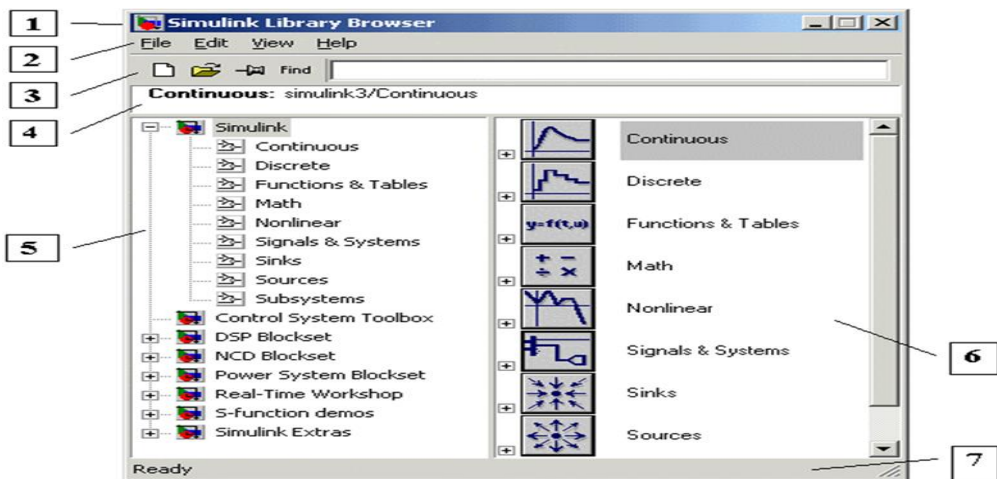 1
Simulink Library Browser
2
File Edit View Help
3
Find
4
Continuous: simulink3/Continuous
5
Simulink
Continuous
Discrete
Functions & Tables
Math
Nonlinear
Signals & Systems
Sinks
Sources
Subsystems
Control System Toolbox
DSP Blockset
NCD Blockset
Power System Blockset
Real-Time Workshop
S-function demos
Simulink Extras
Continuous
Discrete
y=f(t,u) Functions & Tables
Math
Nonlinear
Signals & Systems
Sinks
Sources
6
Ready
7